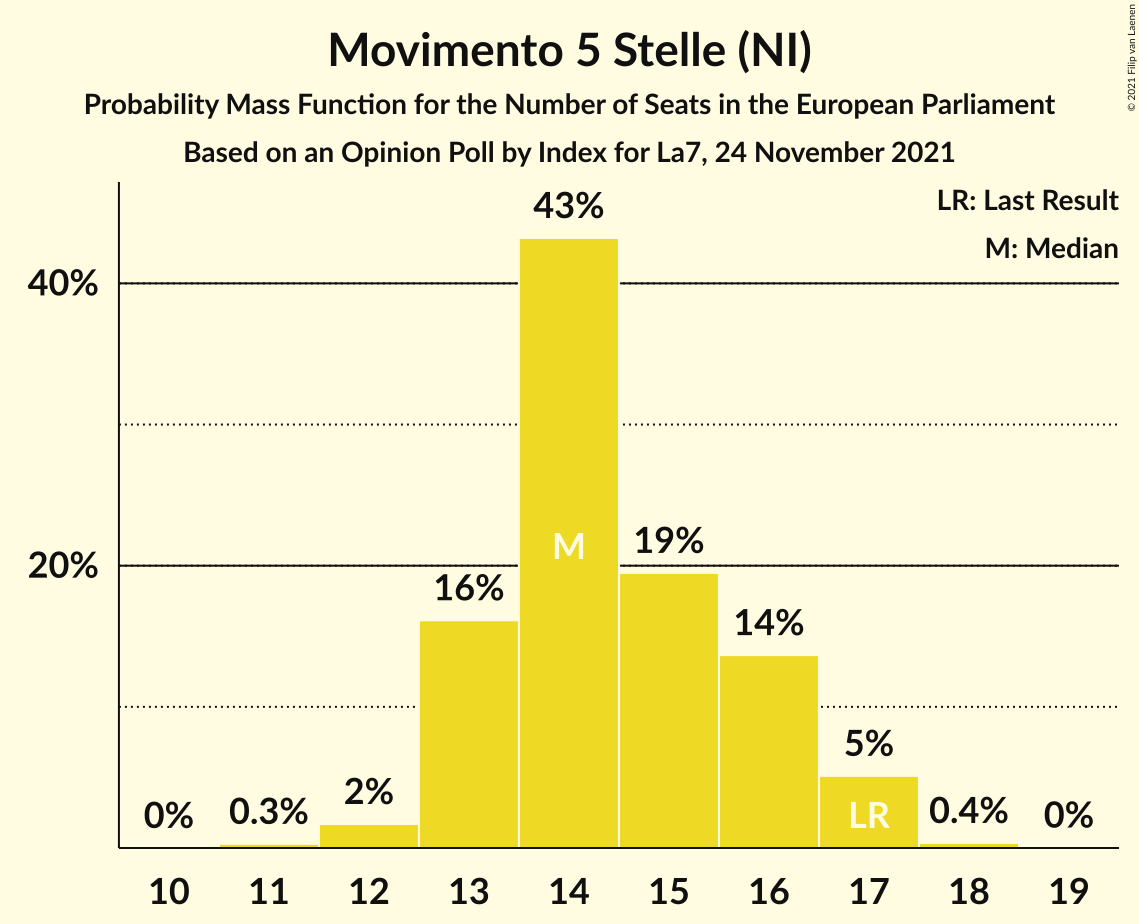 Movimento 5 Stelle (NI)
Probability Mass Function for the Number of Seats in the European Parliament
Based on an Opinion Poll by Index for La7, 24 November 2021
© 2021 Filip van Laenen
LR: Last Result
M: Median
40%
20%
0%
0.3%
2%
16%
43%
19%
14%
5%
0.4%
0%
M
LR
10 11 12 13 14 15 16 17 18 19